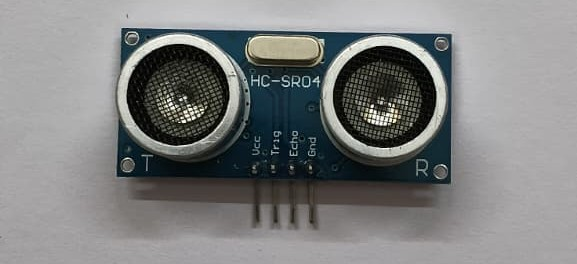 HC-SR04
Vcc
Trig
Echo
Gnd
T
R